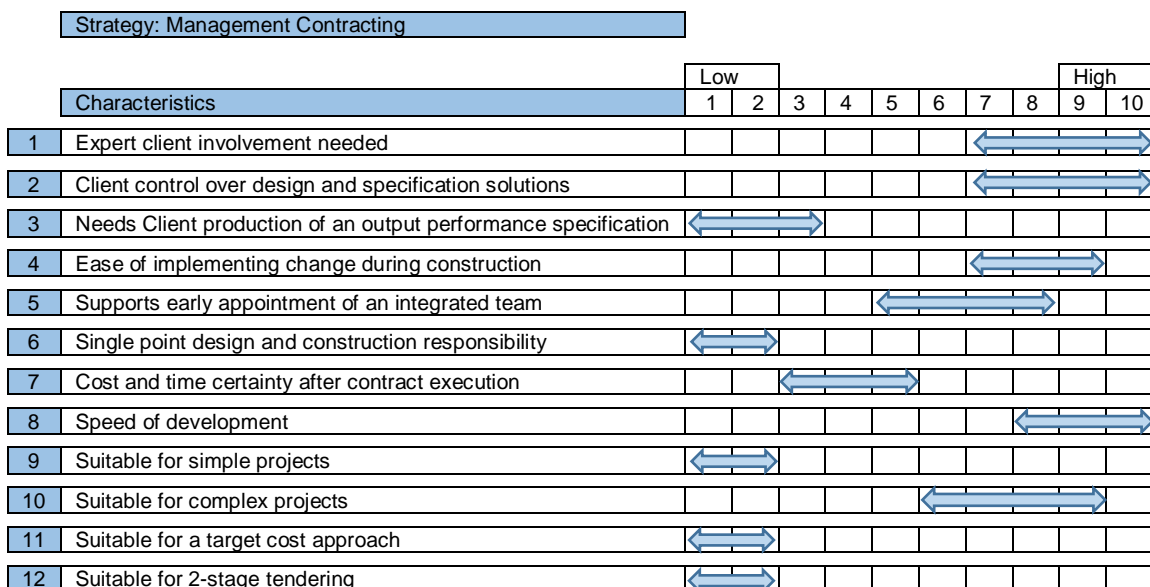 Strategy: Management Contracting
Low High
Characteristics 1 2 3 4 5 6 7 8 9 10
1 Expert client involvement needed
2 Client control over design and specification solutions
3 Needs Client production of an output performance specification
4 Ease of implementing change during construction
5 Supports early appointment of an integrated team
6 Single point design and construction responsibility
7 Cost and time certainty after contract execution
8 Speed of development
9 Suitable for simple projects
10 Suitable for complex projects
11 Suitable for a target cost approach
12 Suitable for 2-stage tendering